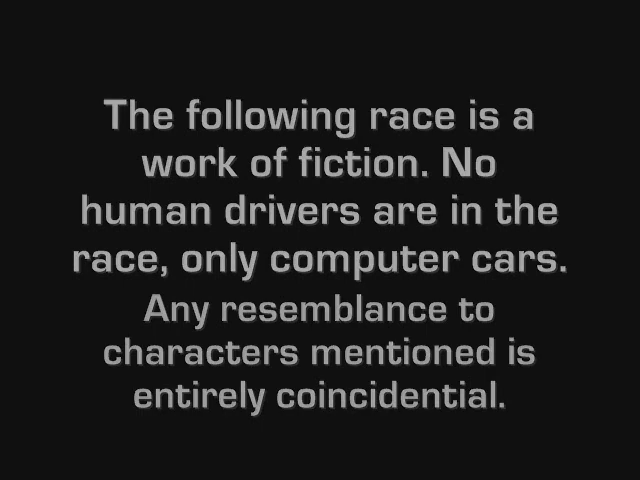 The following race is a
work of fiction. No
human drivers are in the
race, only computer cars.
Any resemblance to
characters mentioned is
entirely coincidential.